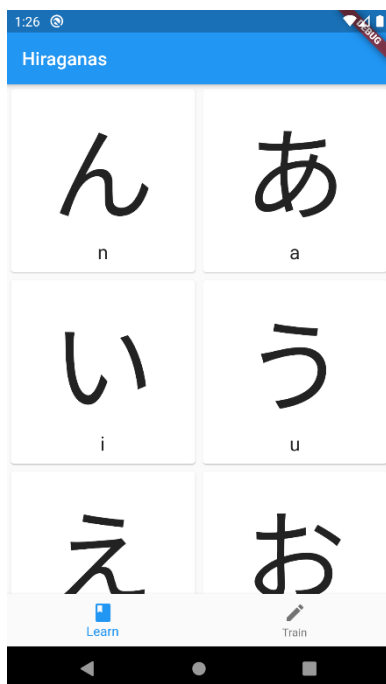 1:26
DEBUG
Hiraganas
ん あ
n a
い う
i u
え お
Learn Train